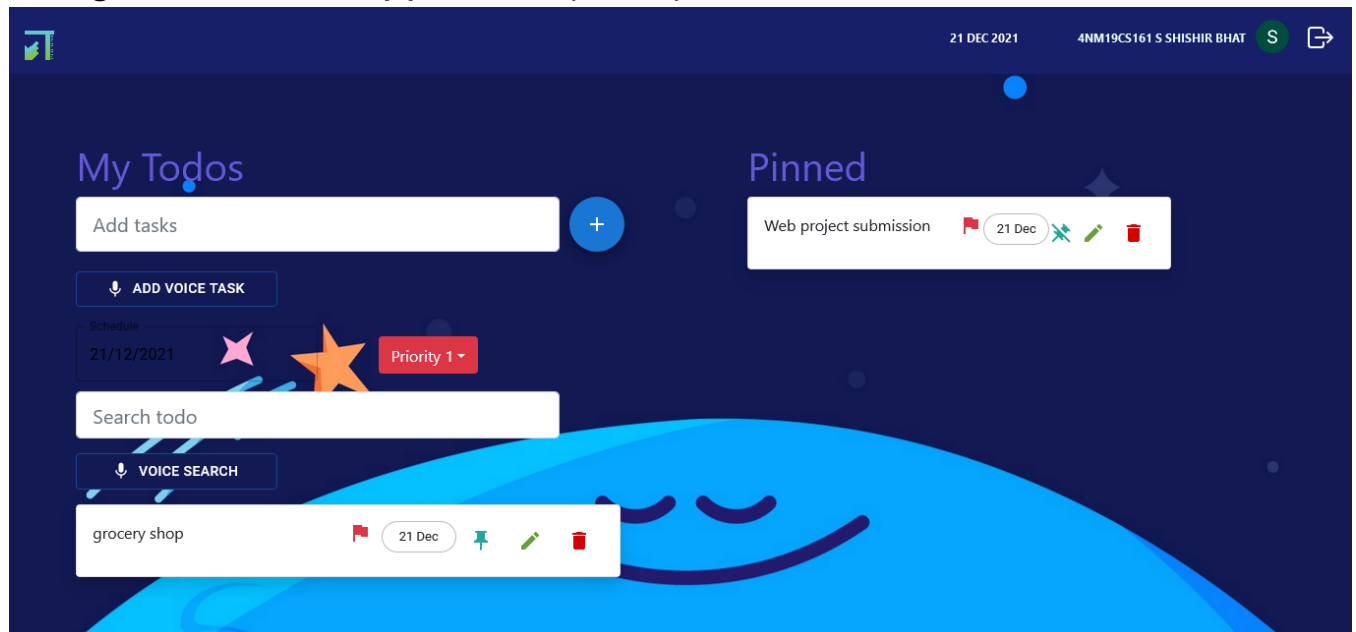 21 DEC 2021
4NM19CS161 S SHISHIR BHAT
S
My Todos
Add tasks
+
ADD VOICE TASK
Schedule
21/12/2021
Priority 1
Search todo
VOICE SEARCH
grocery shop
21 Dec
Pinned
Web project submission
21 Dec